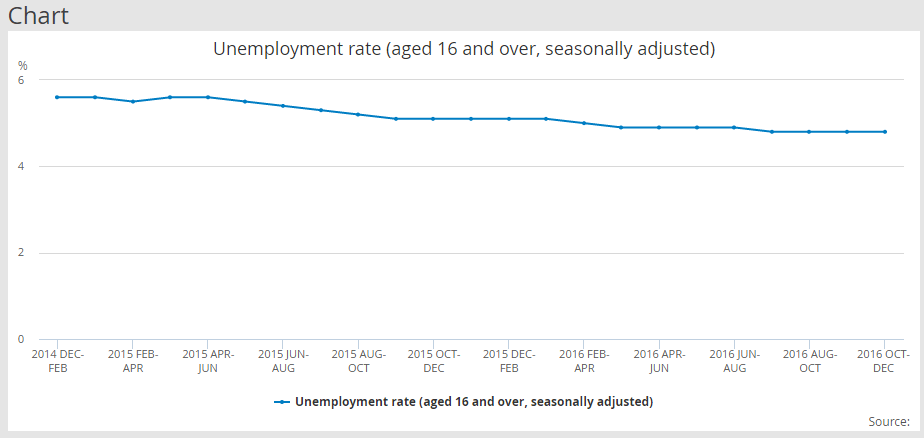 Chart
Unemployment rate (aged 16 and over, seasonally adjusted)
%
6
4
2
0
2014 DEC-
FEB
2015 FEB-
APR
2015 APR-
JUN
2015 JUN-
AUG
2015 AUG-
OCT
2015 OCT-
DEC
2015 DEC-
FEB
2016 FEB-
APR
2016 APR-
JUN
2016 JUN-
AUG
2016 AUG-
OCT
2016 OCT-
DEC
Unemployment rate (aged 16 and over, seasonally adjusted)
Source: